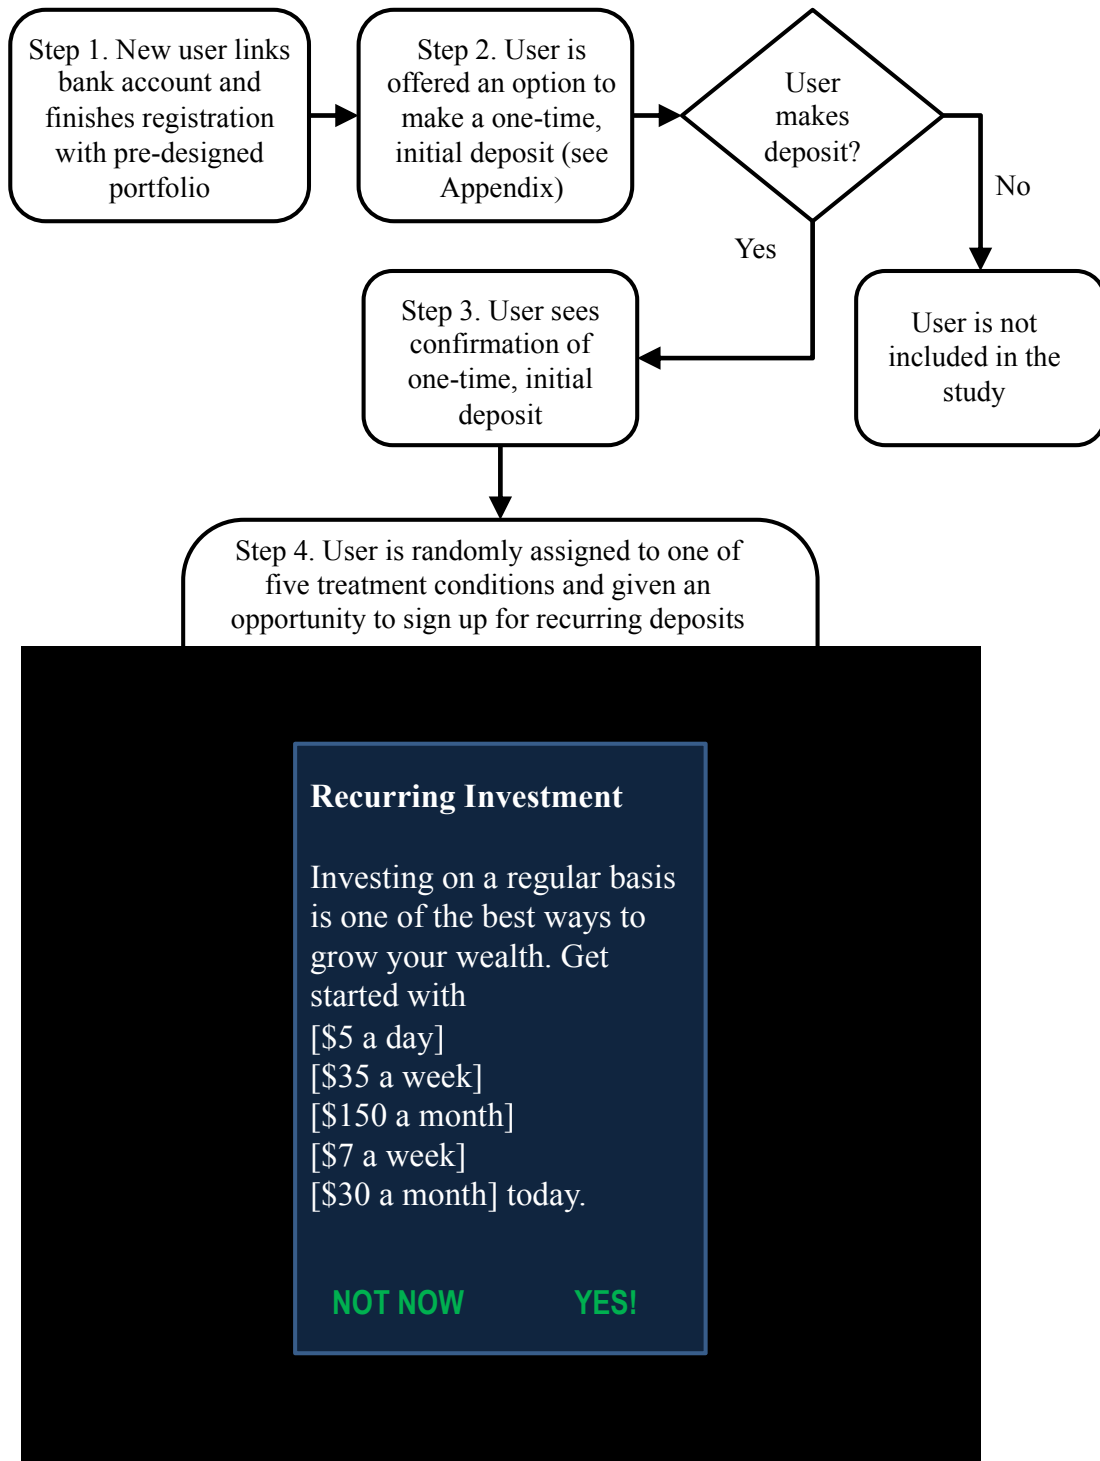 Step 1. New user links
bank account and
finishes registration
with pre-designed
portfolio
Step 2. User is
offered an option to
make a one-time,
initial deposit (see
Appendix)
User
makes
deposit?
No
Yes
Step 3. User sees
confirmation of
one-time, initial
deposit
User is not
included in the
study
Step 4. User is randomly assigned to one of
five treatment conditions and given an
opportunity to sign up for recurring deposits
Recurring Investment
Investing on a regular basis
is one of the best ways to
grow your wealth. Get
started with
[$5 a day]
[$35 a week]
[$150 a month]
[$7 a week]
[$30 a month] today.
NOT NOW
YES!